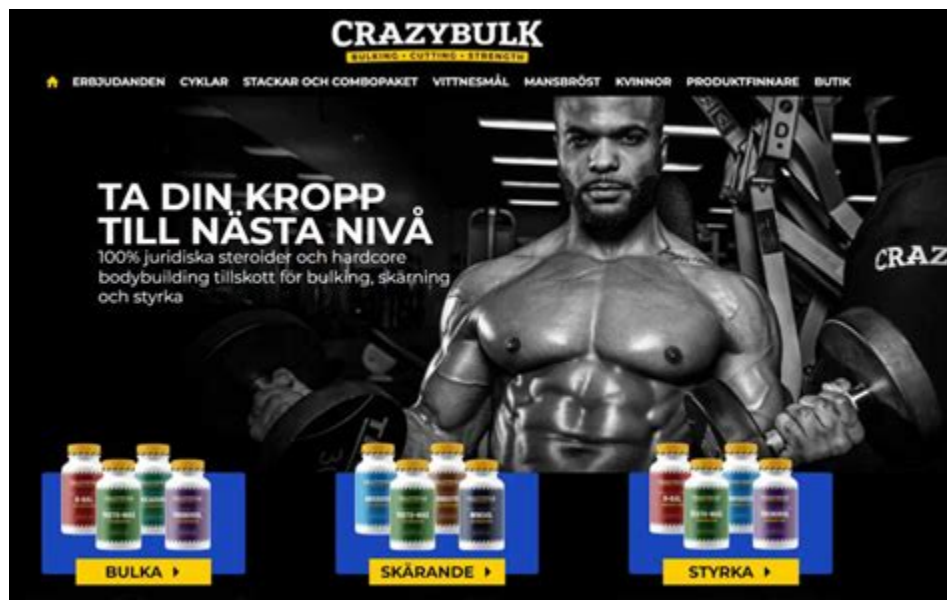 CRAZYBULK
BULKING • CUTTING • STRENGTH
ERBJUDANDEN CYKLAR STACKAR OCH COMBOPAKET VITTNESMÅL MANSBRÖST KVINNOR PRODUKTFINNARE BUTIK
TA DIN KROPP
TILL NÄSTA NIVÅ
100% juridiska steroider och hardcore
bodybuilding tillskott för bulking, skärning
och styrka
CRAZ
D
BULKA
SKÄRANDE
STYRKA